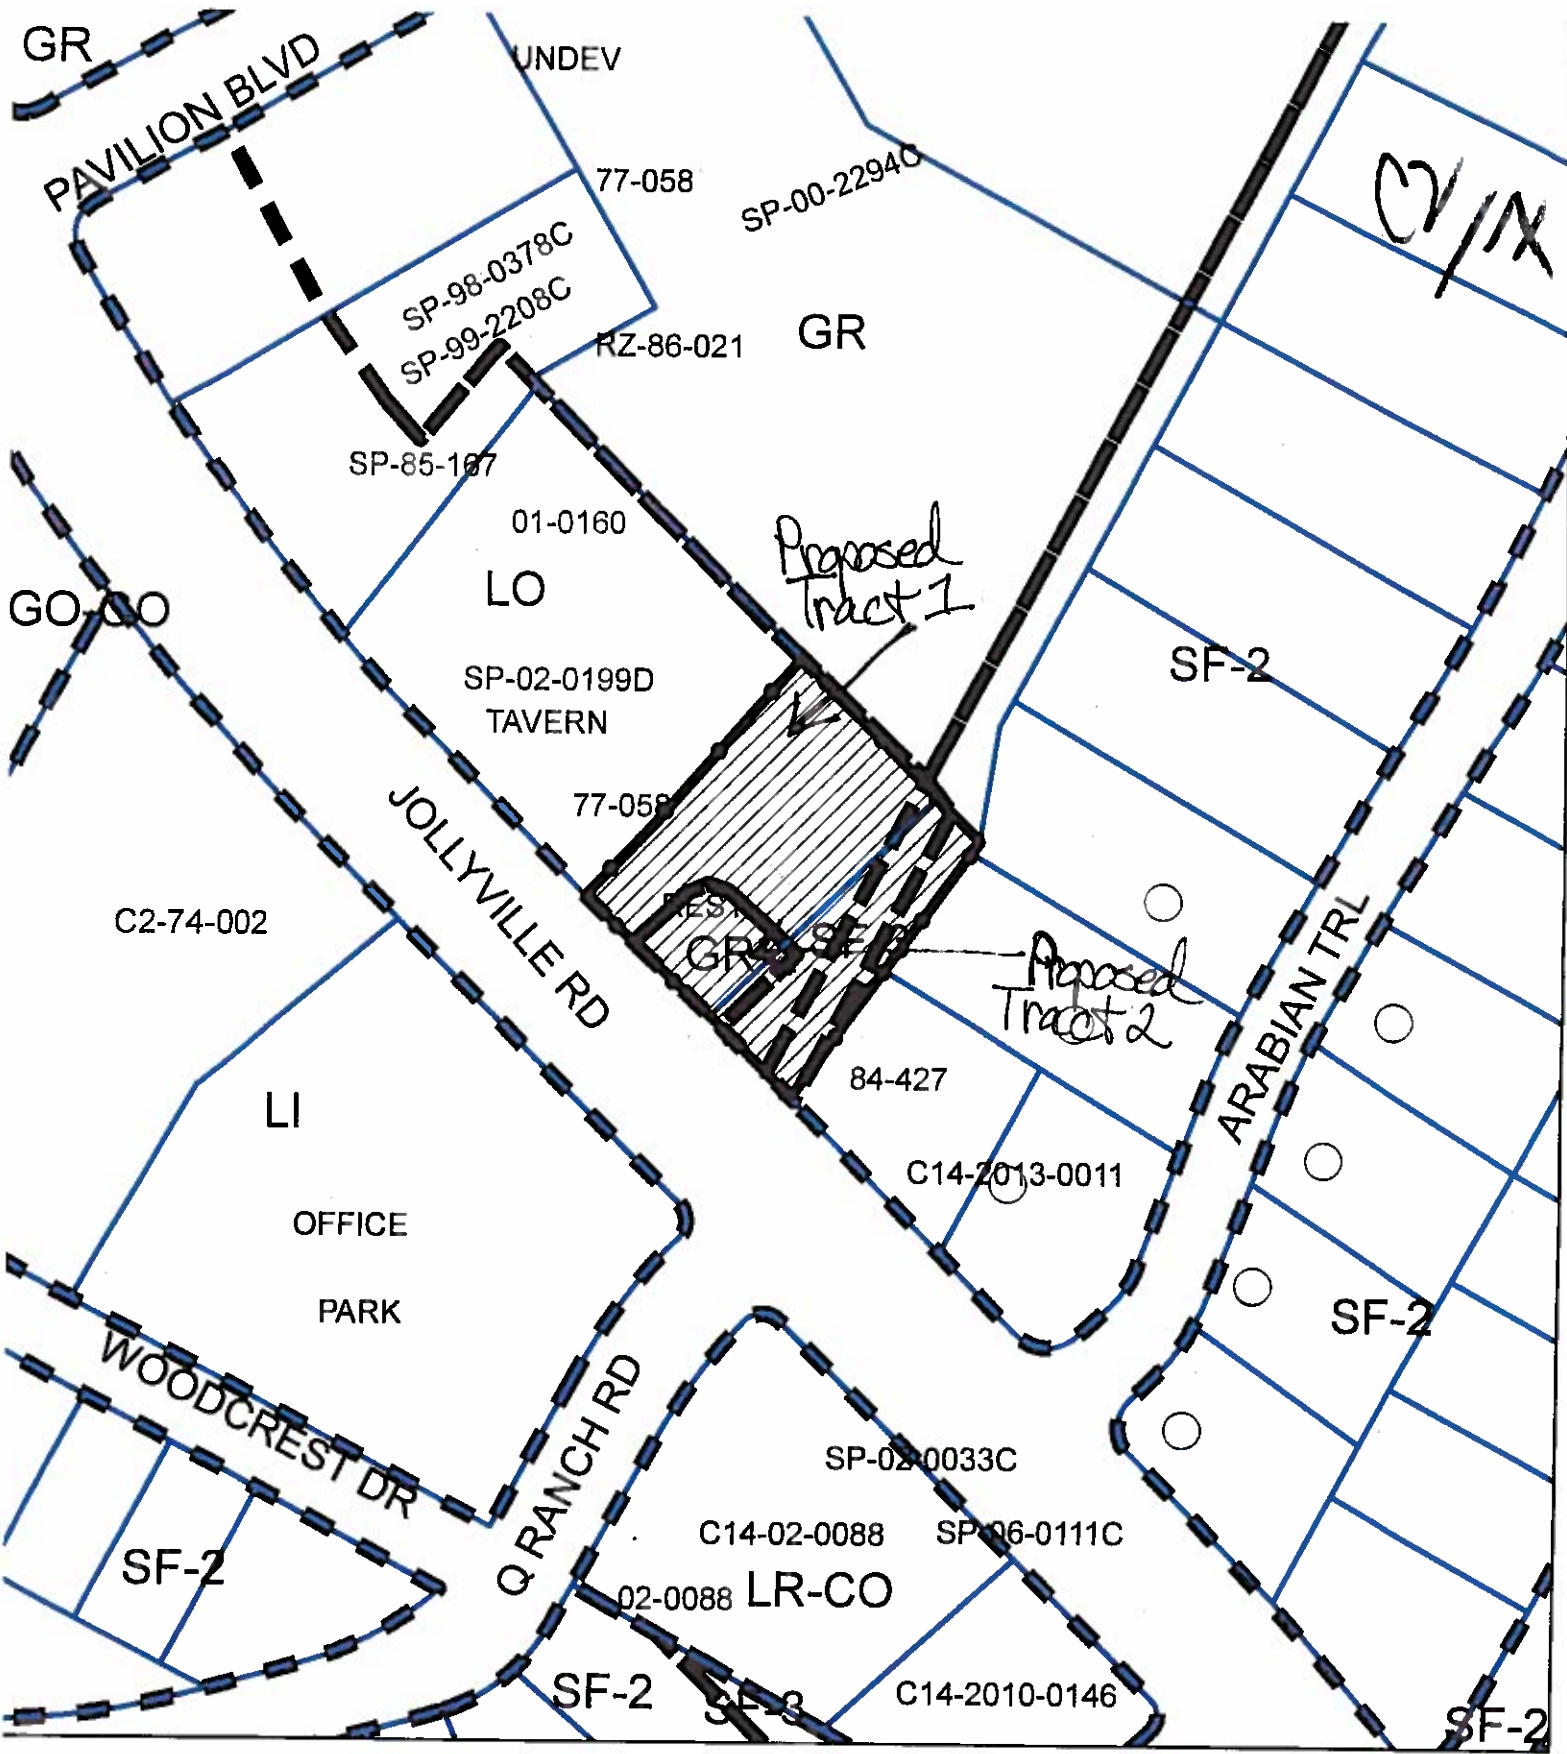 GR
PAVILION BLVD
UNDEV
77-058
SP-00-2294C
SP-98-0378C
SP-99-2208C
RZ-86-021
GR
SP-85-167
01-0160
Proposed
Tract 1
LO
GO-CO
SF-2
SP-02-0199D
TAVERN
77-058
JOLLYVILLE RD
REST
GR
C2-74-002
Proposed
Tract 2
ARABIAN TRL
84-427
LI
C14-2013-0011
OFFICE
PARK
SF-2
WOODCREST DR
Q RANCH RD
SP-02-0033C
C14-02-0088
SP-06-0111C
SF-2
02-0088
LR-CO
SF-2
SF-3
C14-2010-0146
SF-2